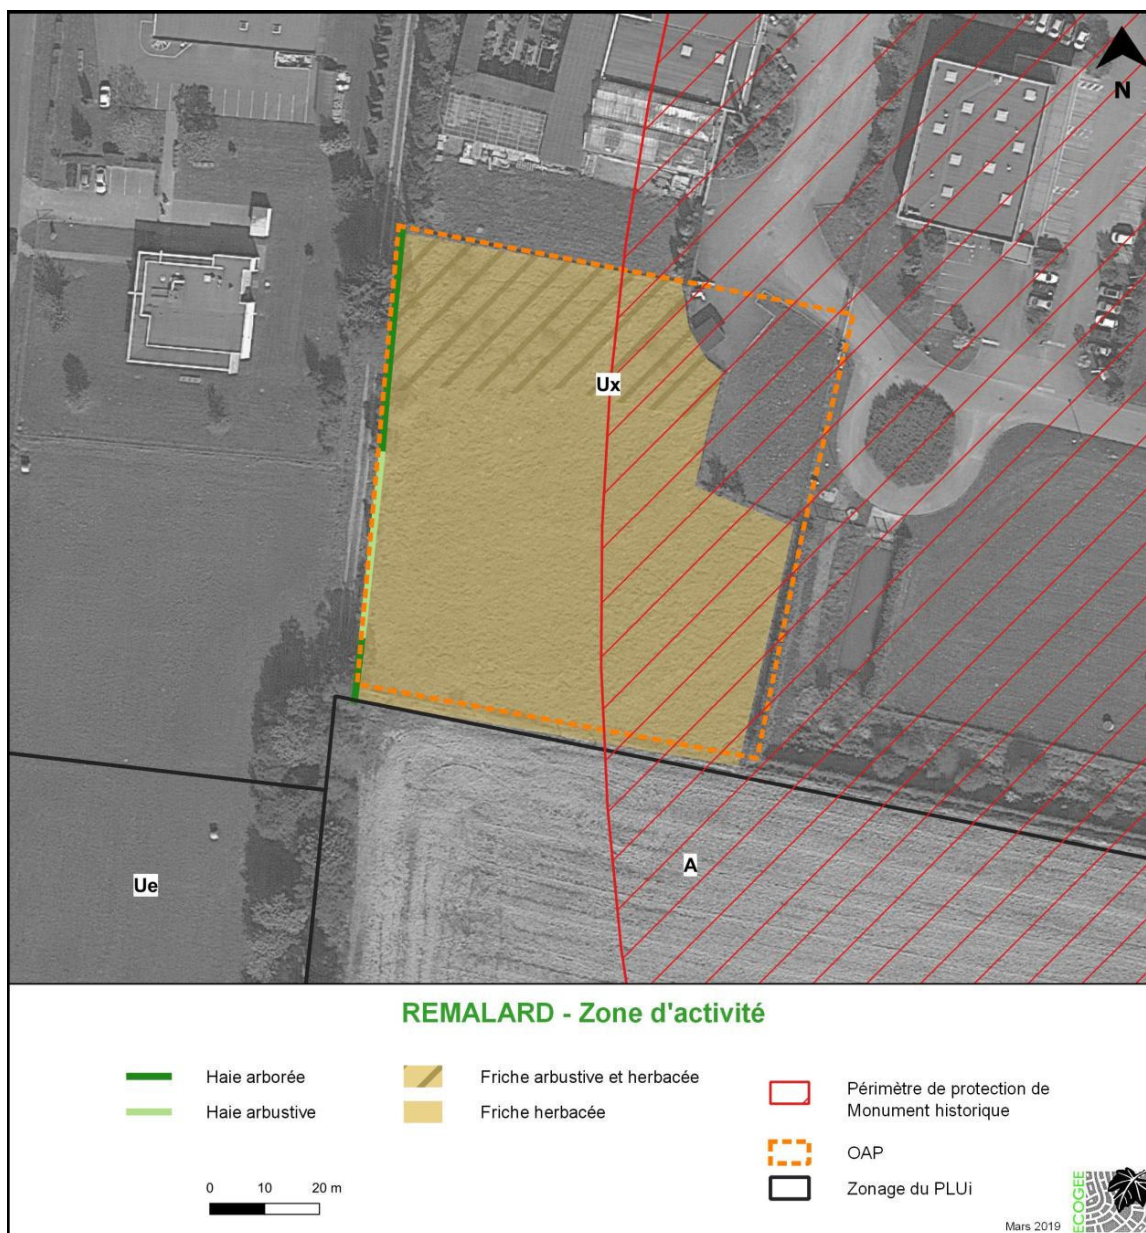 N
Ux
A
Ue
REMALARD - Zone d'activité
Haie arborée
Haie arbustive
Friche arbustive et herbacée
Friche herbacée
Périmètre de protection de
Monument historique
OAP
Zonage du PLUi
0 10 20 m
Mars 2019
ECOGEE